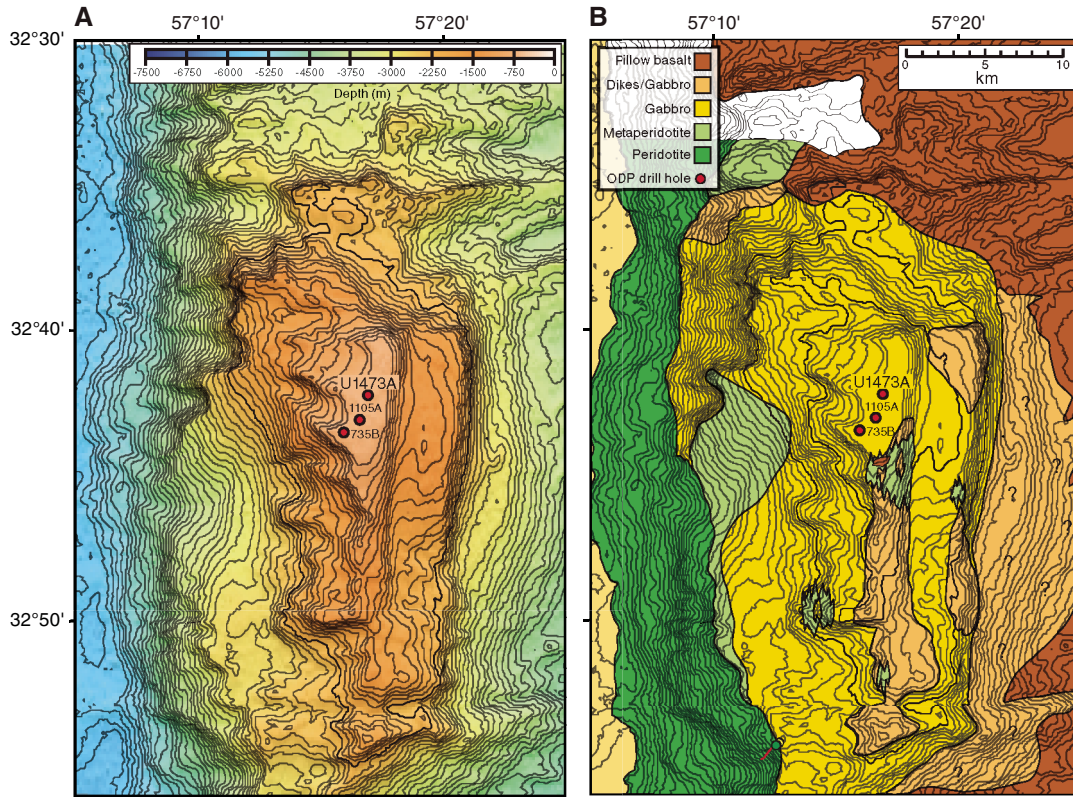 A
57°10'
57°20'
B
57°10'
57°20'
32°30'
-7500 -6750 -6000 -5250 -4500 -3750 -3000 -2250 -1500 -750 0
Depth (m)
Pillow basalt
Dikes/Gabbro
Gabbro
Metaperidotite
Peridotite
ODP drill hole
0 5 10
km
32°40'
U1473A
1105A
735B
U1473A
1105A
735B
?
?
?
?
?
?
?
32°50'